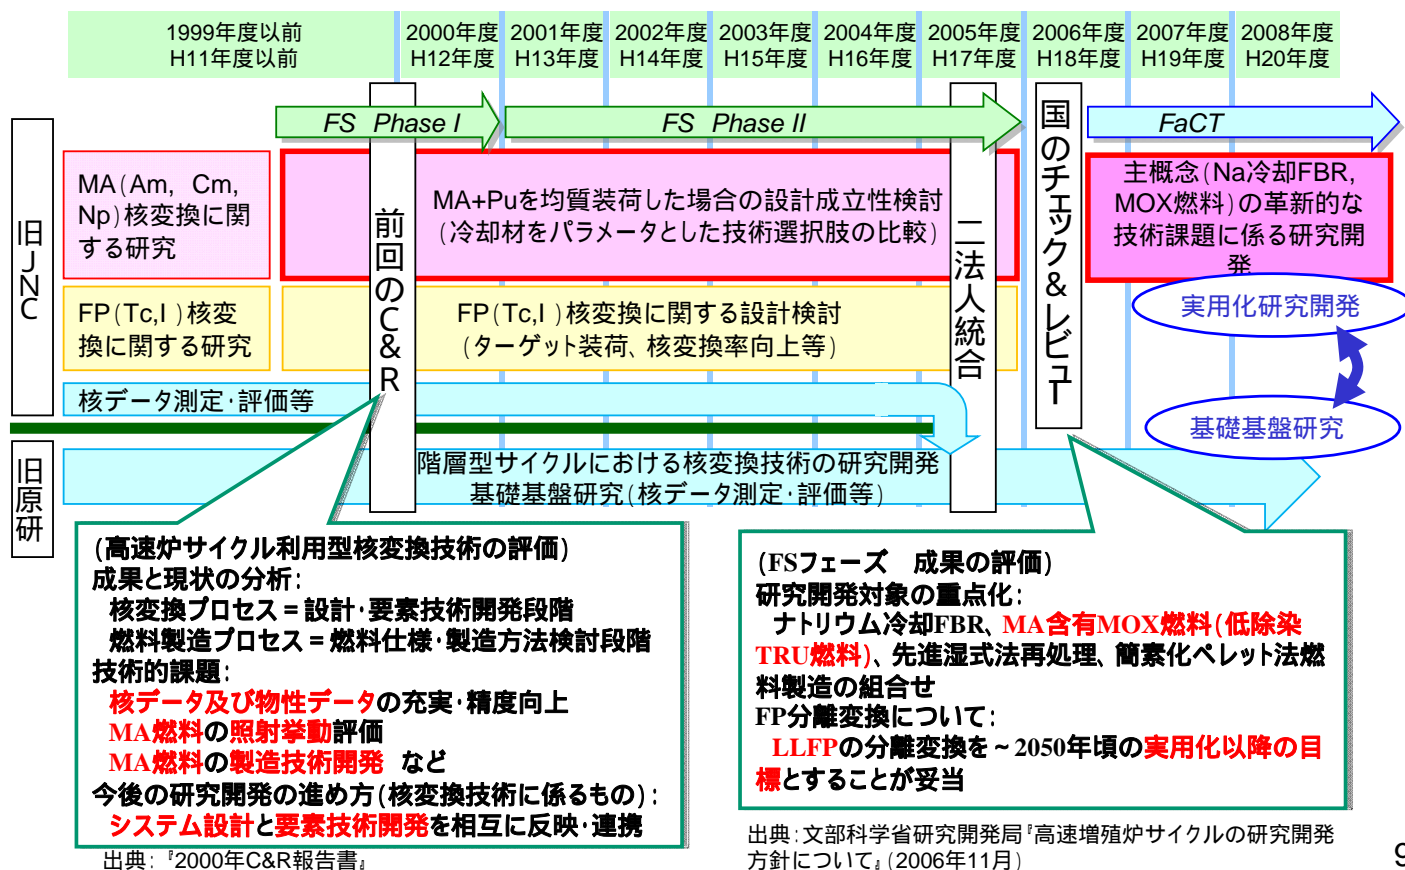 1999年度以前
H11年度以前
2000年度
H12年度
2001年度
H13年度
2002年度
H14年度
2003年度
H15年度
2004年度
H16年度
2005年度
H17年度
2006年度
H18年度
2007年度
H19年度
2008年度
H20年度
FS Phase I
FS Phase II
FaCT
旧JNC
旧原研
前回のC&R
二法人統合
国のチェック&レビュー
MA(Am, Cm,
Np)核変換に関
する研究
MA+Puを均質装荷した場合の設計成立性検討
(冷却材をパラメータとした技術選択肢の比較)
主概念(Na冷却FBR,
MOX燃料)の革新的な
技術課題に係る研究開
発
FP(Tc,I)核変
換に関する研究
FP(Tc,I)核変換に関する設計検討
(ターゲット装荷、核変換率向上等)
実用化研究開発
基礎基盤研究
核データ測定・評価等
階層型サイクルにおける核変換技術の研究開発
基礎基盤研究(核データ測定・評価等)
(高速炉サイクル利用型核変換技術の評価)
成果と現状の分析:
核変換プロセス=設計・要素技術開発段階
燃料製造プロセス=燃料仕様・製造方法検討段階
技術的課題:
核データ及び物性データの充実・精度向上
MA燃料の照射挙動評価
MA燃料の製造技術開発 など
今後の研究開発の進め方(核変換技術に係るもの):
システム設計と要素技術開発を相互に反映・連携
出典:『2000年C&R報告書』
(FSフェーズ 成果の評価)
研究開発対象の重点化:
ナトリウム冷却FBR、MA含有MOX燃料(低除染
TRU燃料)、先進湿式法再処理、簡素化ペレット法燃
料製造の組合せ
FP分離変換について:
LLFPの分離変換を~2050年頃の実用化以降の目
標とすることが妥当
出典:文部科学省研究開発局『高速増殖炉サイクルの研究開発
方針について』(2006年11月)
9